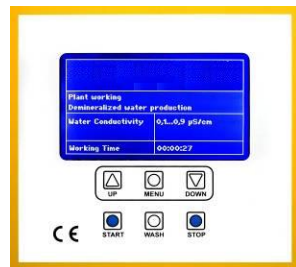 Plant working
Demineralized water production
Water Conductivity 0,1...0,9 µS/cm
Working Time 00:00:27
UP MENU DOWN
CE START WASH STOP